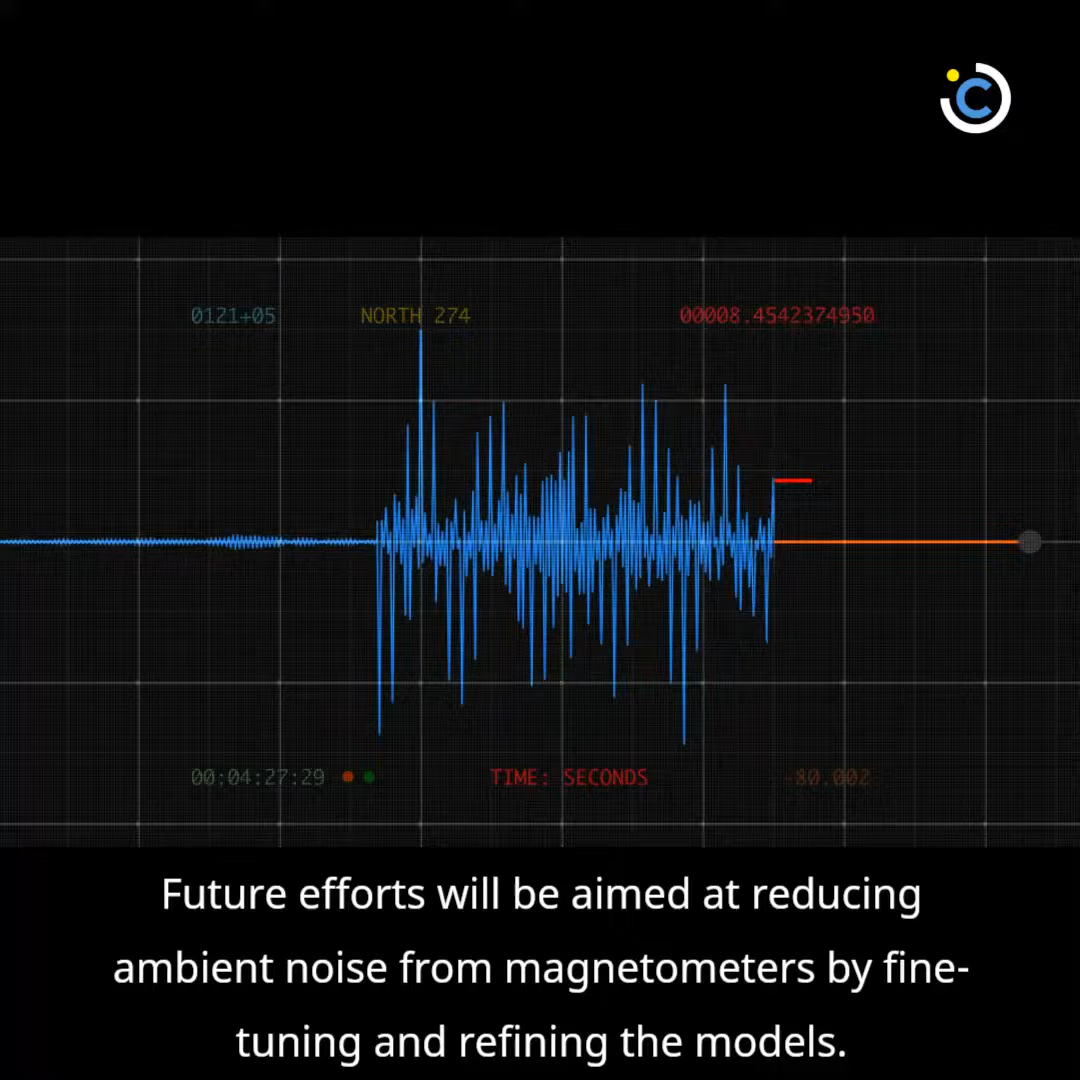 C
0121+05 NORTH 274 00008.4542374950
00:04:27:29 TIME: SECONDS -80.002
Future efforts will be aimed at reducing
ambient noise from magnetometers by fine-
tuning and refining the models.